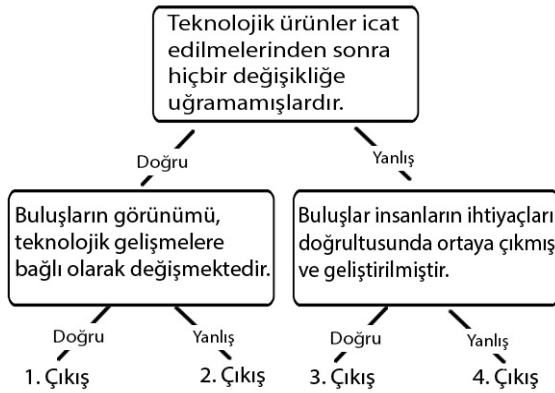 Teknolojik ürünler icat
edilmelerinden sonra
hiçbir değişikliğe
uğramamışlardır.
Doğru
Yanlış
Buluşların görünümü,
teknolojik gelişmelere
bağlı olarak değişmektedir.
Buluşlar insanların ihtiyaçları
doğrultusunda ortaya çıkmış
ve geliştirilmiştir.
Doğru
Yanlış
Doğru
Yanlış
1. Çıkış
2. Çıkış
3. Çıkış
4. Çıkış